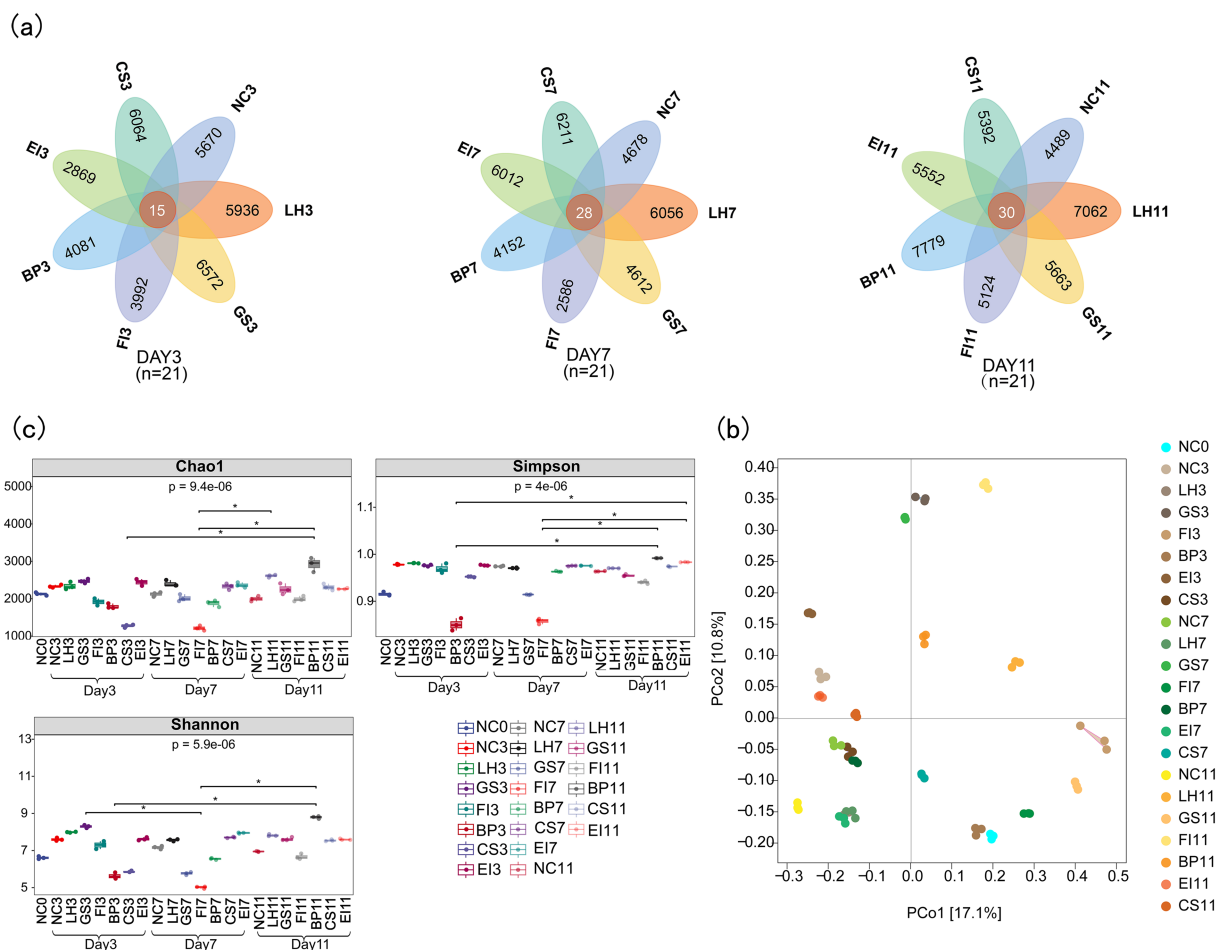 (a)
CS3
6064
NC3
5670
EI3
2869
15
5936
LH3
4081
BP3
3992
FI3
6572
GS3
DAY3
(n=21)
CS7
6211
NC7
4678
EI7
6012
28
6056
LH7
4152
BP7
2586
FI7
4612
GS7
DAY7
(n=21)
CS11
5392
NC11
4489
EI11
5552
30
7062
LH11
7779
BP11
5124
FI11
5663
GS11
DAY11
(n=21)
(c)
Chao1
p = 9.4e-06
5000
4000
3000
2000
1000
* * * *
NC0 NC3 LH3 GS3 FI3 BP3 CS3 EI3 NC7 LH7 GS7 FI7 BP7 CS7 EI7 NC11 LH11 GS11 FI11 BP11 CS11 EI11
Day3 Day7 Day11
Simpson
p = 4e-06
1.1
1.0
0.9
* * * *
NC0 NC3 LH3 GS3 FI3 BP3 CS3 EI3 NC7 LH7 GS7 FI7 BP7 CS7 EI7 NC11 LH11 GS11 FI11 BP11 CS11 EI11
Day3 Day7 Day11
Shannon
p = 5.9e-06
13
11
9
7
5
* * *
NC0 NC3 LH3 GS3 FI3 BP3 CS3 EI3 NC7 LH7 GS7 FI7 BP7 CS7 EI7 NC11 LH11 GS11 FI11 BP11 CS11 EI11
Day3 Day7 Day11
NC0 NC7 LH11
NC3 LH7 GS11
LH3 GS7 FI11
GS3 FI7 BP11
FI3 BP7 CS11
BP3 CS7 EI11
CS3 EI7
EI3 NC11
(b)
0.40
0.35
0.30
0.25
0.20
0.15
0.10
0.05
0.00
−0.05
−0.10
−0.15
−0.20
−0.3 −0.2 −0.1 0.0 0.1 0.2 0.3 0.4 0.5
PCo1 [17.1%]
PCo2 [10.8%]
NC0
NC3
LH3
GS3
FI3
BP3
EI3
CS3
NC7
LH7
GS7
FI7
BP7
EI7
CS7
NC11
LH11
GS11
FI11
BP11
EI11
CS11